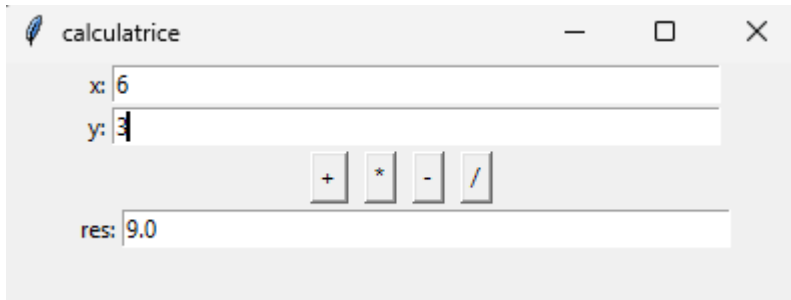 calculatrice
x: 6
y: 3
+ * - /
res: 9.0